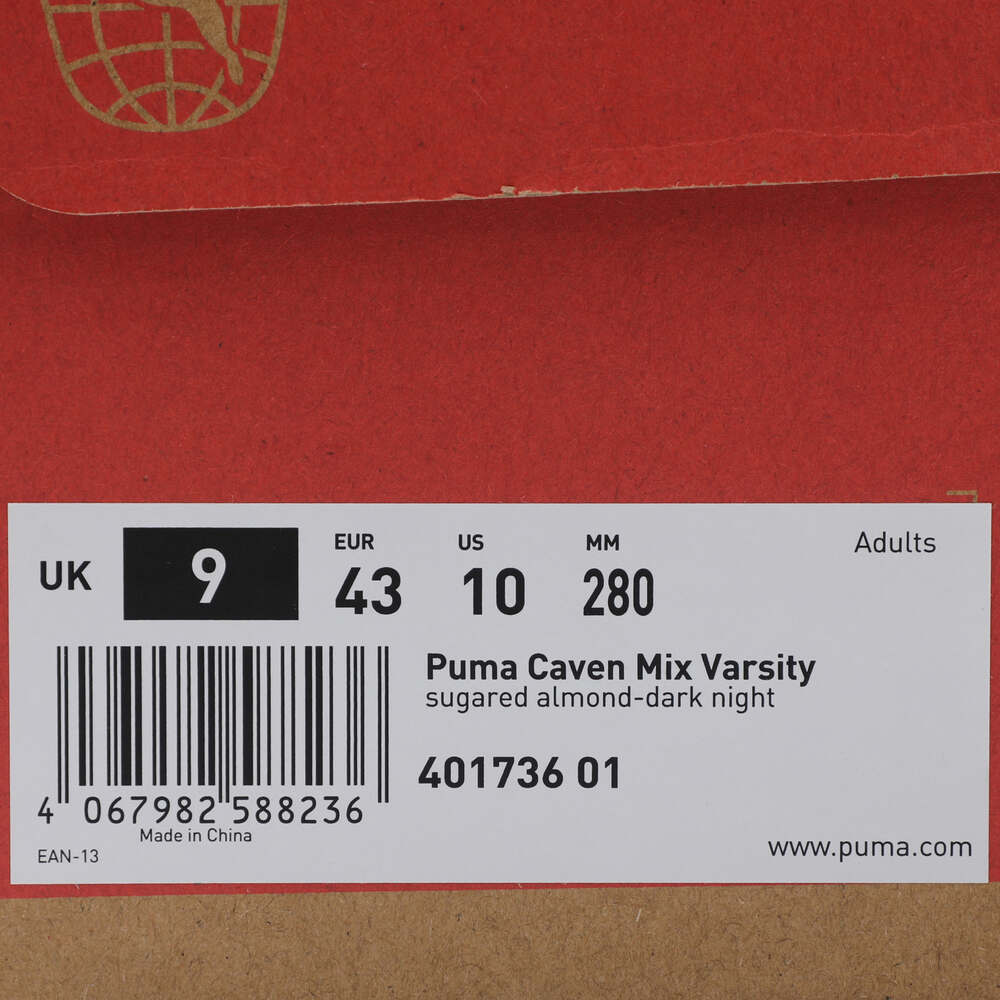 UK 9
EUR 43
US 10
MM 280
Adults
Puma Caven Mix Varsity
sugared almond-dark night
401736 01
4 067982 588236
Made in China
EAN-13
www.puma.com